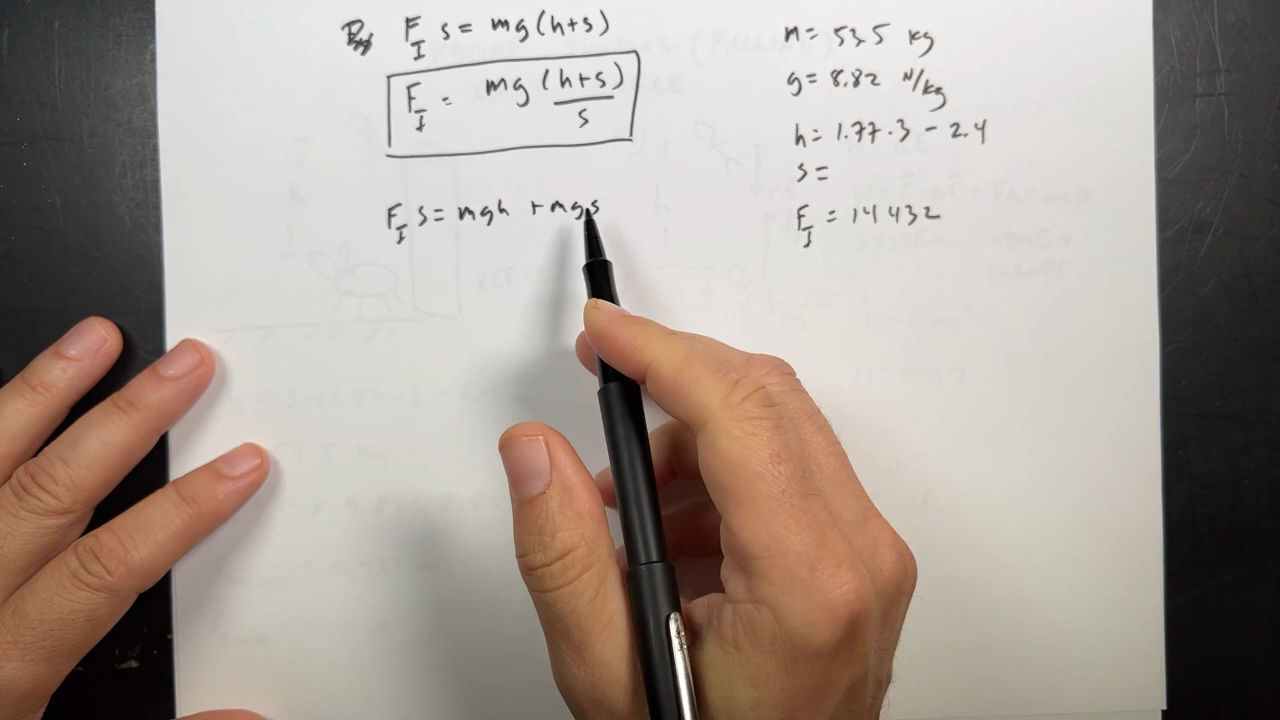 F_I s = mg(h+s)
F_I = mg (h+s)/s
F_I s = mgh + mgs
m = 53.5 kg
g = 8.82 N/kg
h = 1.77·3 - 2.4
s =
F_I = 14432